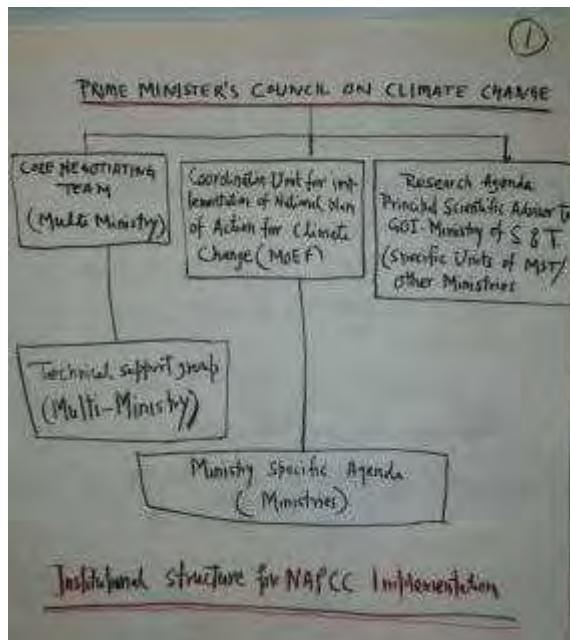 1
PRIME MINISTER'S COUNCIL ON CLIMATE CHANGE
CORE NEGOTIATING
TEAM
(Multi Ministry)
Coordination Unit for imp-
lementation of National Plan
of Action for Climate
Change (MoEF)
Research Agenda
Principal Scientific Advisor to
GOI-Ministry of S & T
(Specific Units of MST/
other Ministries
Technical support group
(Multi-Ministry)
Ministry Specific Agenda
(Ministries)
Institutional structure for NAPCC Implementation